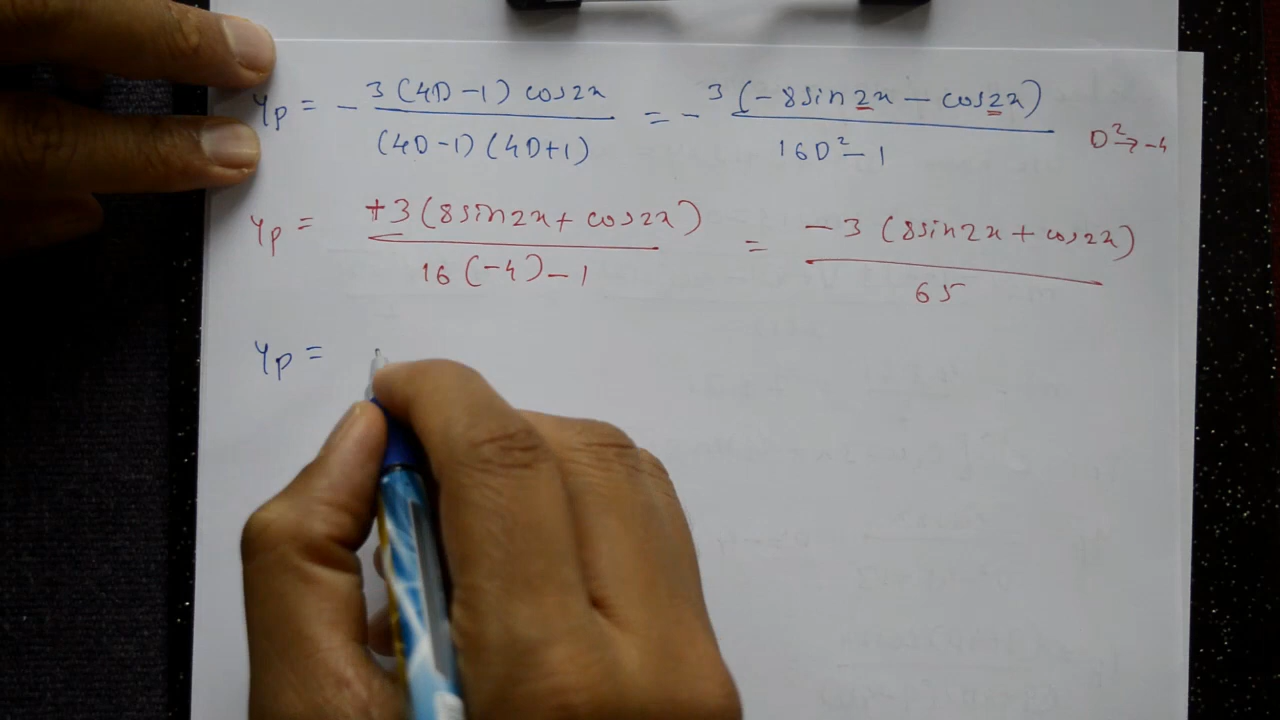 yp = - 3(4D-1) cos2x / (4D-1)(4D+1) = - 3(-8sin2x - cos2x) / 16D²-1 D²→-4
yp = +3(8sin2x + cos2x) / 16(-4)-1 = -3(8sin2x + cos2x) / 65
yp =